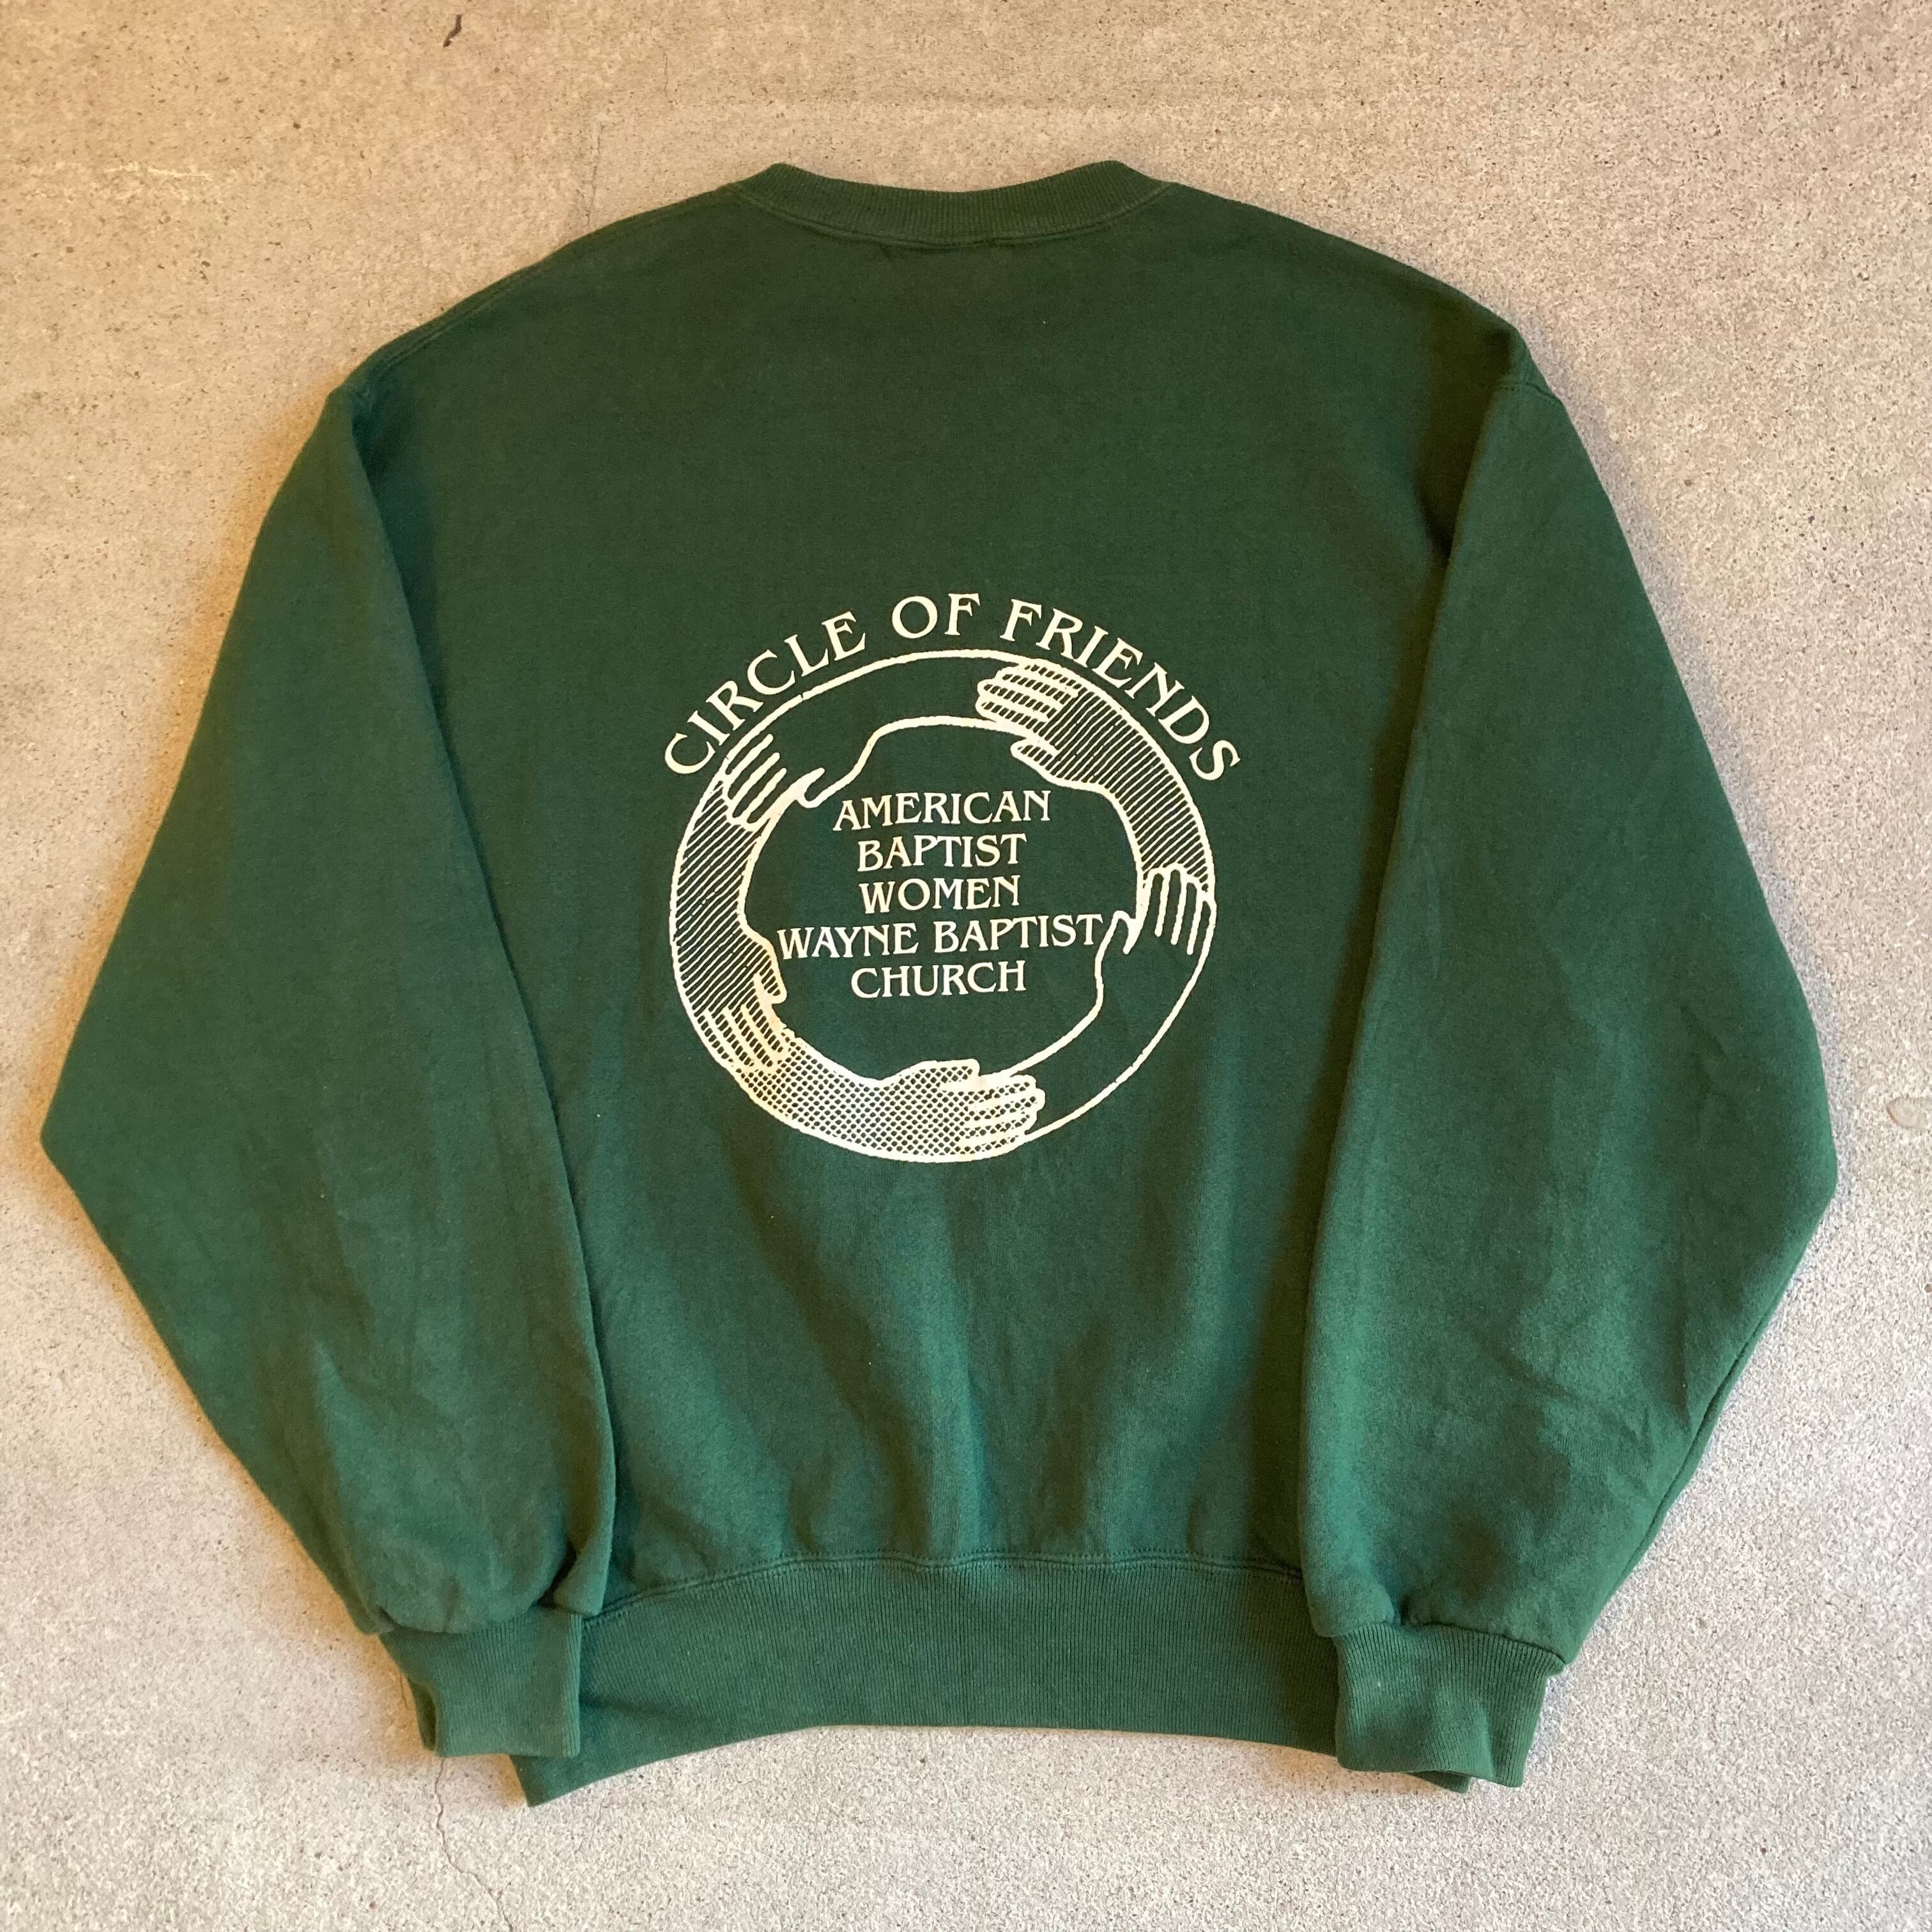 CIRCLE OF FRIENDS
AMERICAN
BAPTIST
WOMEN
WAYNE BAPTIST
CHURCH